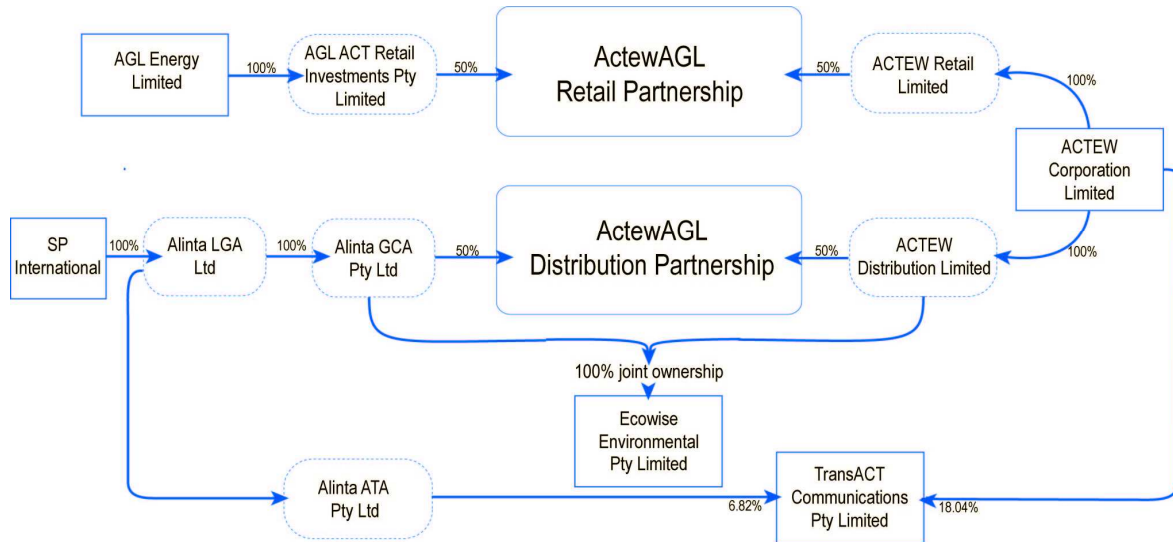 AGL Energy
Limited
100%
AGL ACT Retail
Investments Pty
Limited
50%
ActewAGL
Retail Partnership
50%
ACTEW Retail
Limited
100%
ACTEW
Corporation
Limited
SP
International
100%
Alinta LGA
Ltd
100%
Alinta GCA
Pty Ltd
50%
ActewAGL
Distribution Partnership
50%
ACTEW
Distribution Limited
100%
100% joint ownership
Ecowise
Environmental
Pty Limited
Alinta ATA
Pty Ltd
6.82%
TransACT
Communications
Pty Limited
18.04%